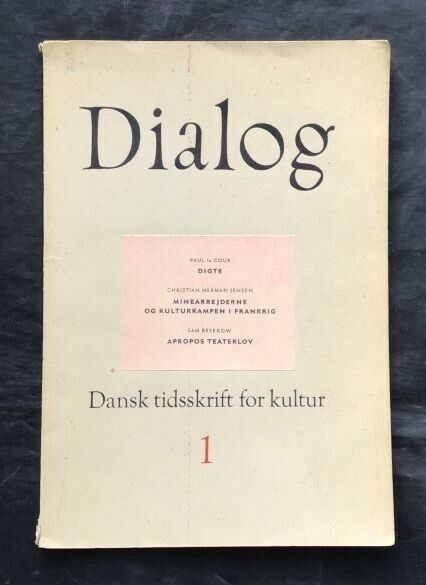 Dialog
PAUL la COUR
DIGTE
CHRISTIAN HERMAN JENSEN
MINEARBEJDERNE
OG KULTURKAMPEN I FRANKRIG
SAM BESEKOW
APROPOS TEATERLOV
Dansk tidsskrift for kultur
1